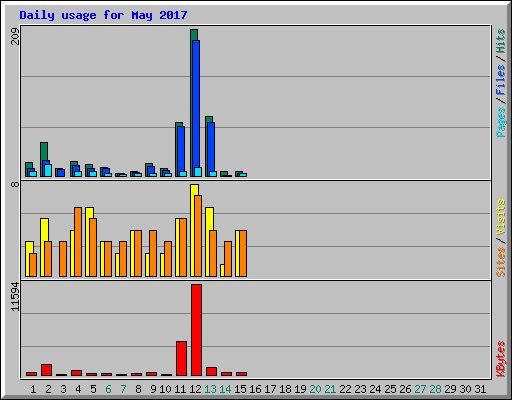 Daily usage for May 2017
209
Pages / Files / Hits
8
Sites / Visits
11594
KBytes
1 2 3 4 5 6 7 8 9 10 11 12 13 14 15 16 17 18 19 20 21 22 23 24 25 26 27 28 29 30 31